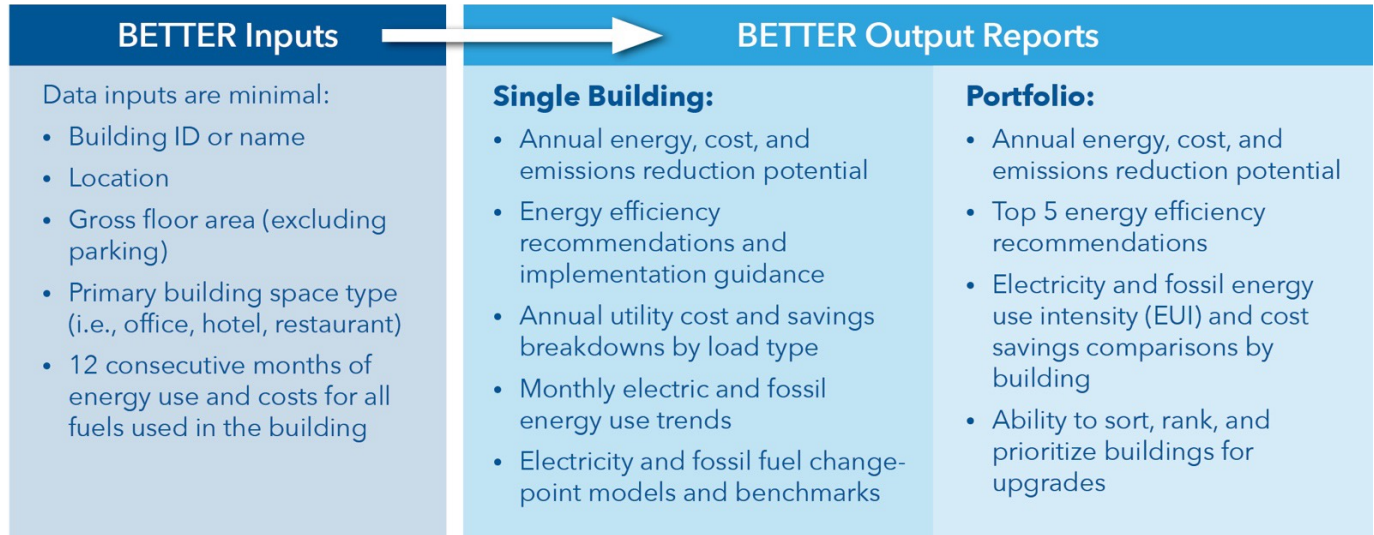 BETTER Inputs
BETTER Output Reports
Data inputs are minimal:
• Building ID or name
• Location
• Gross floor area (excluding
parking)
• Primary building space type
(i.e., office, hotel, restaurant)
• 12 consecutive months of
energy use and costs for all
fuels used in the building
Single Building:
• Annual energy, cost, and
emissions reduction potential
• Energy efficiency
recommendations and
implementation guidance
• Annual utility cost and savings
breakdowns by load type
• Monthly electric and fossil
energy use trends
• Electricity and fossil fuel change-
point models and benchmarks
Portfolio:
• Annual energy, cost, and
emissions reduction potential
• Top 5 energy efficiency
recommendations
• Electricity and fossil energy
use intensity (EUI) and cost
savings comparisons by
building
• Ability to sort, rank, and
prioritize buildings for
upgrades